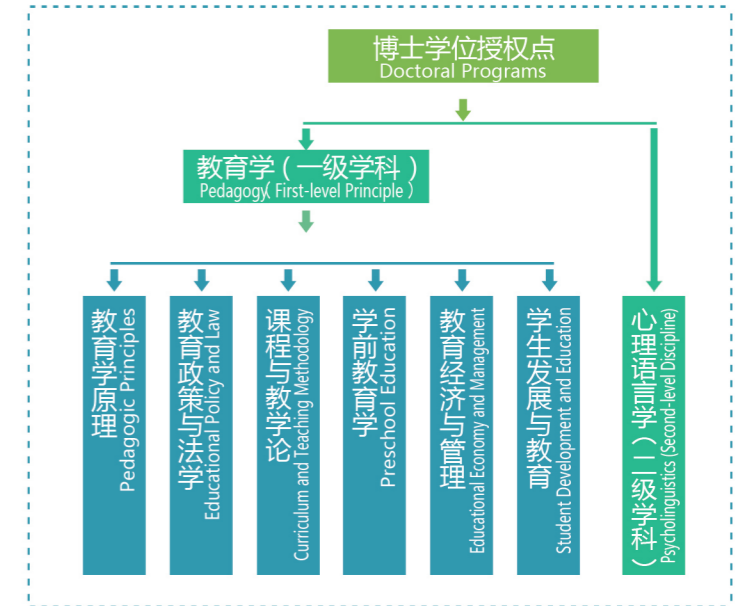 博士学位授权点
Doctoral Programs
教育学（一级学科）
Pedagogy( First-level Principle )
教育学原理
Pedagogic Principles
教育政策与法学
Educational Policy and Law
课程与教学论
Curriculum and Teaching Methodology
学前教育学
Preschool Education
教育经济与管理
Educational Economy and Management
学生发展与教育
Student Development and Education
心理语言学（二级学科）
Psycholinguistics (Second-level Discipline)